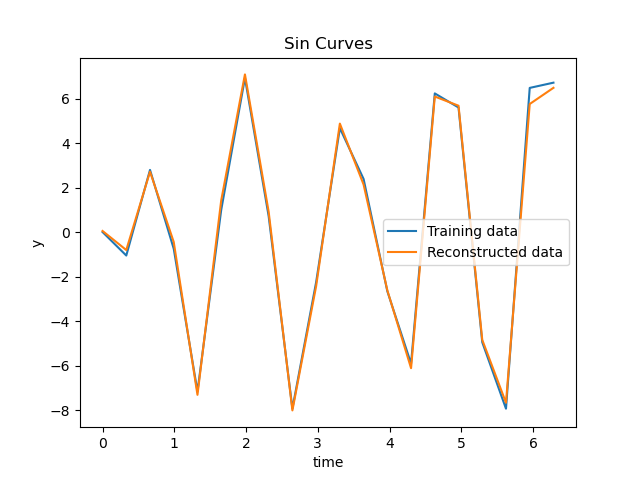 Sin Curves
y
6
4
2
0
−2
−4
−6
−8
Training data
Reconstructed data
0 1 2 3 4 5 6
time